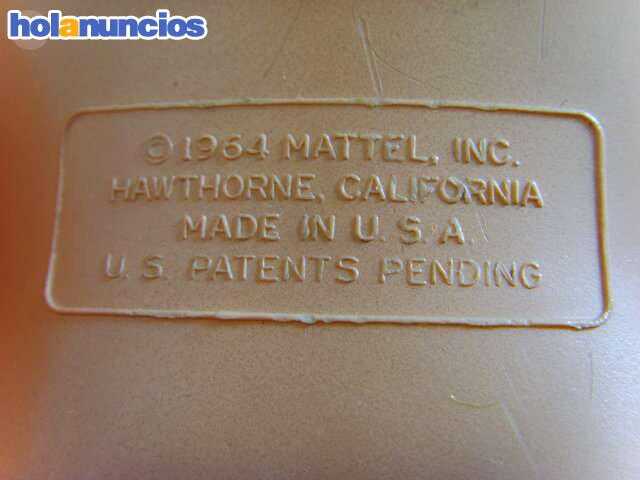 holanuncios
© 1964 MATTEL, INC.
HAWTHORNE, CALIFORNIA
MADE IN U.S.A.
U.S. PATENTS PENDING